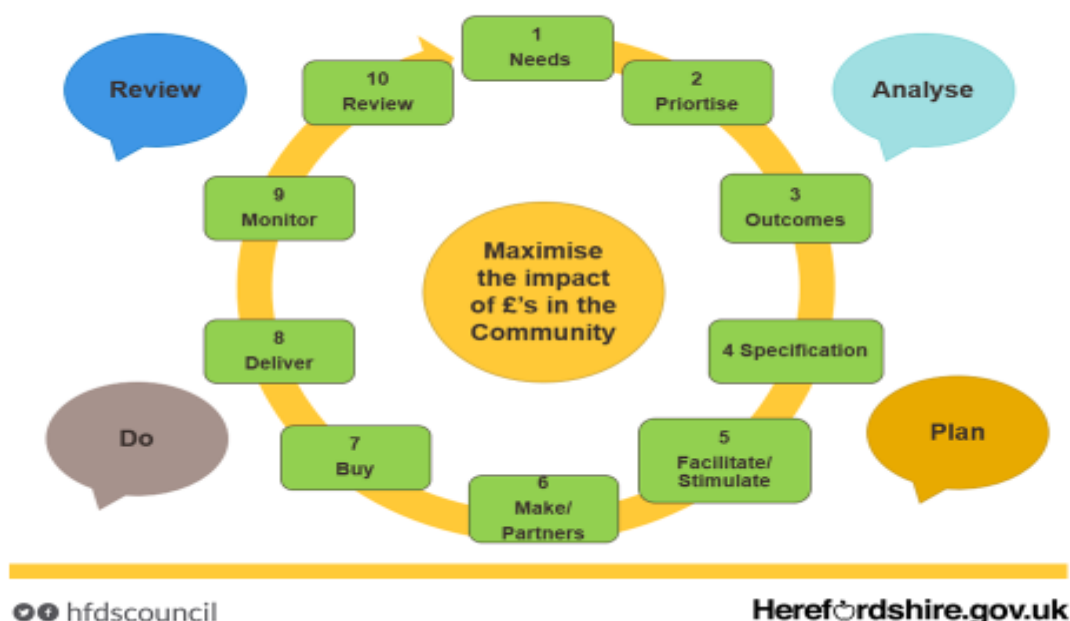 1
Needs
2
Priortise
3
Outcomes
4 Specification
5
Facilitate/
Stimulate
6
Make/
Partners
7
Buy
8
Deliver
9
Monitor
10
Review
Maximise
the impact
of £'s in the
Community
Review
Analyse
Do
Plan
hfdscouncil
Herefordshire.gov.uk